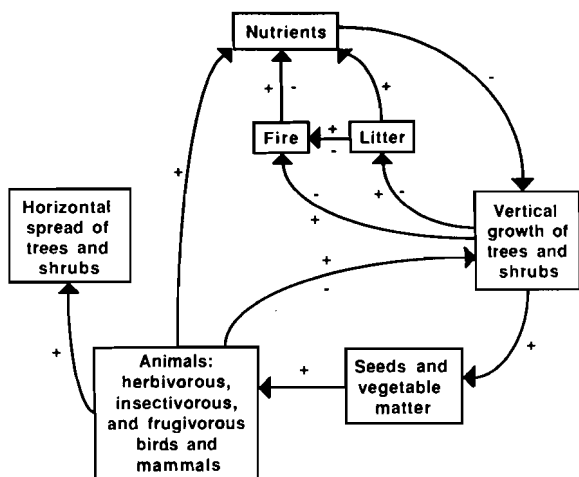 Nutrients
-
+ -
+
Fire
+
-
Litter
+
Horizontal
spread of
trees and
shrubs
-
+
+ -
Vertical
growth of
trees and
shrubs
+
-
+
+
+
Animals:
herbivorous,
insectivorous,
and frugivorous
birds and
mammals
Seeds and
vegetable
matter